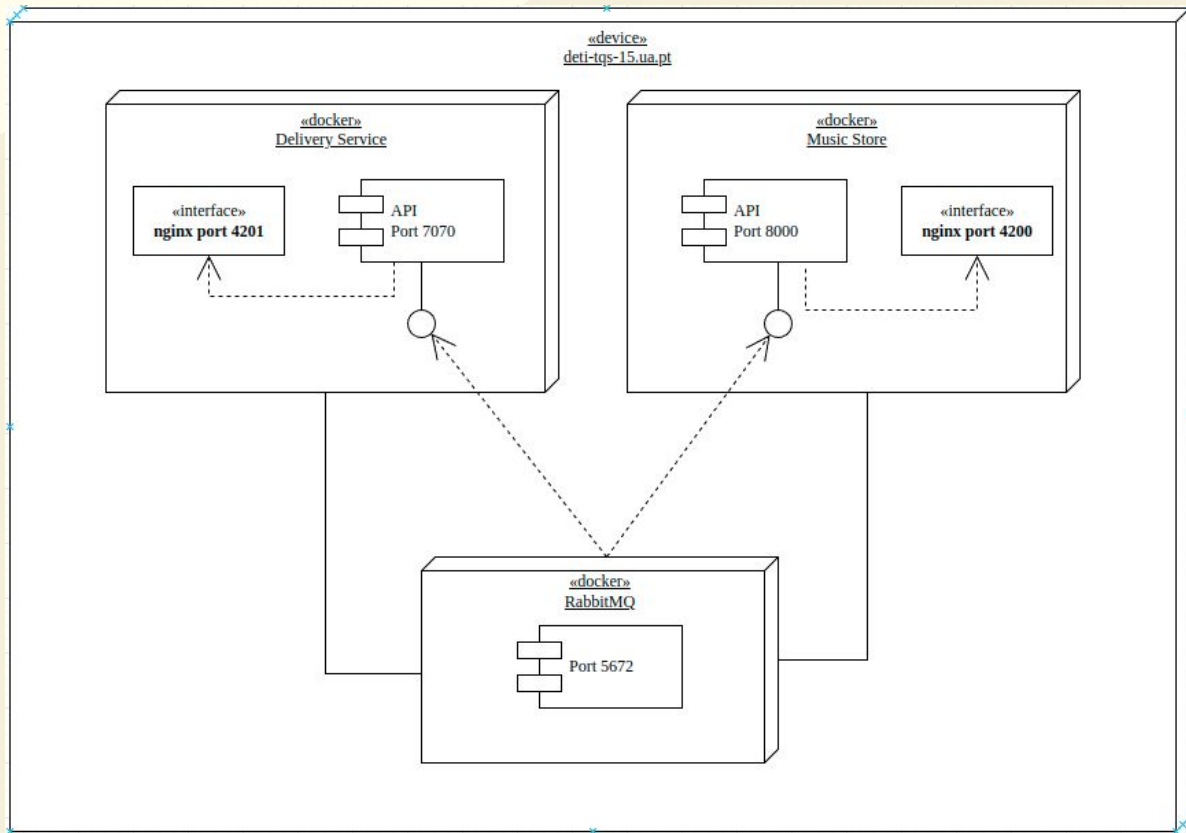 «device»
deti-tqs-15.ua.pt
«docker»
Delivery Service
«interface»
nginx port 4201
API
Port 7070
«docker»
Music Store
API
Port 8000
«interface»
nginx port 4200
«docker»
RabbitMQ
Port 5672